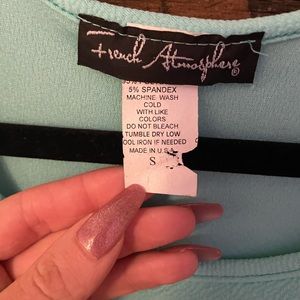 French Atmosphere®
5% SPANDEX
MACHINE WASH
COLD
WITH LIKE
COLORS
DO NOT BLEACH
TUMBLE DRY LOW
OOL IRON IF NEEDED
MADE IN U.S.A
S